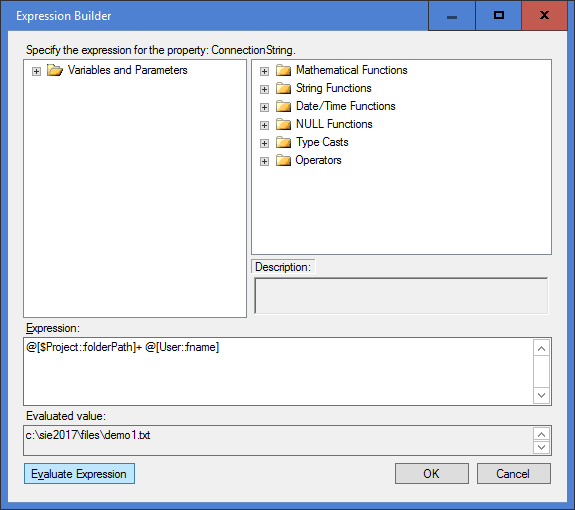 Expression Builder
Specify the expression for the property: ConnectionString.
Variables and Parameters
Mathematical Functions
String Functions
Date/Time Functions
NULL Functions
Type Casts
Operators
Description:
Expression:
@[$Project::folderPath]+ @[User::fname]
Evaluated value:
c:\sie2017\files\demo1.txt
Evaluate Expression
OK
Cancel